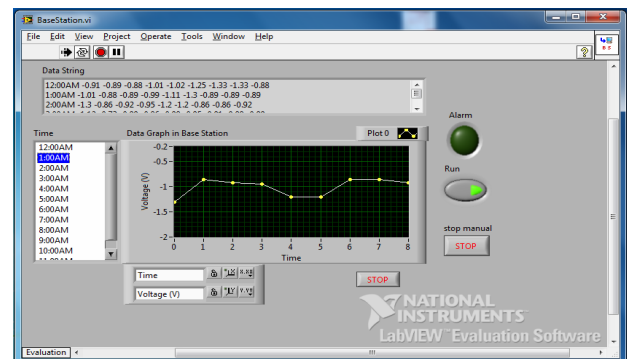 BaseStation.vi
File Edit View Project Operate Tools Window Help
Data String
12:00AM -0.91 -0.89 -0.88 -1.01 -1.02 -1.25 -1.33 -1.33 -0.88
1:00AM -1.01 -0.88 -0.89 -0.99 -1.11 -1.3 -0.89 -0.89 -0.89
2:00AM -1.3 -0.86 -0.92 -0.95 -1.2 -1.2 -0.86 -0.86 -0.92
Time
12:00AM
1:00AM
2:00AM
3:00AM
4:00AM
5:00AM
6:00AM
7:00AM
8:00AM
9:00AM
10:00AM
Data Graph in Base Station
Plot 0
Voltage (V)
-0.2
-0.5
-1
-1.5
-2
0 1 2 3 4 5 6 7 8
Time
Time
Voltage (V)
STOP
Alarm
Run
stop manual
STOP
NATIONAL
INSTRUMENTS
LabVIEW Evaluation Software
Evaluation